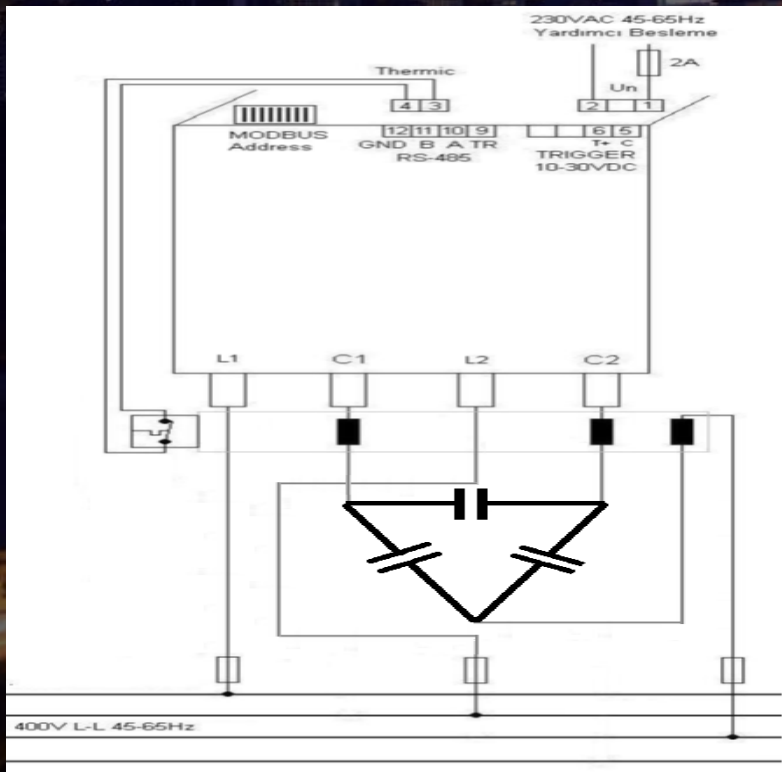 230VAC 45-65Hz
Yardımcı Besleme
2A
Thermic
Un
4 3
2 1
MODBUS
Address
12 11 10 9
GND B A TR
RS-485
6 5
T+ C
TRIGGER
10-30VDC
L1 C1 L2 C2
400V L-L 45-65Hz